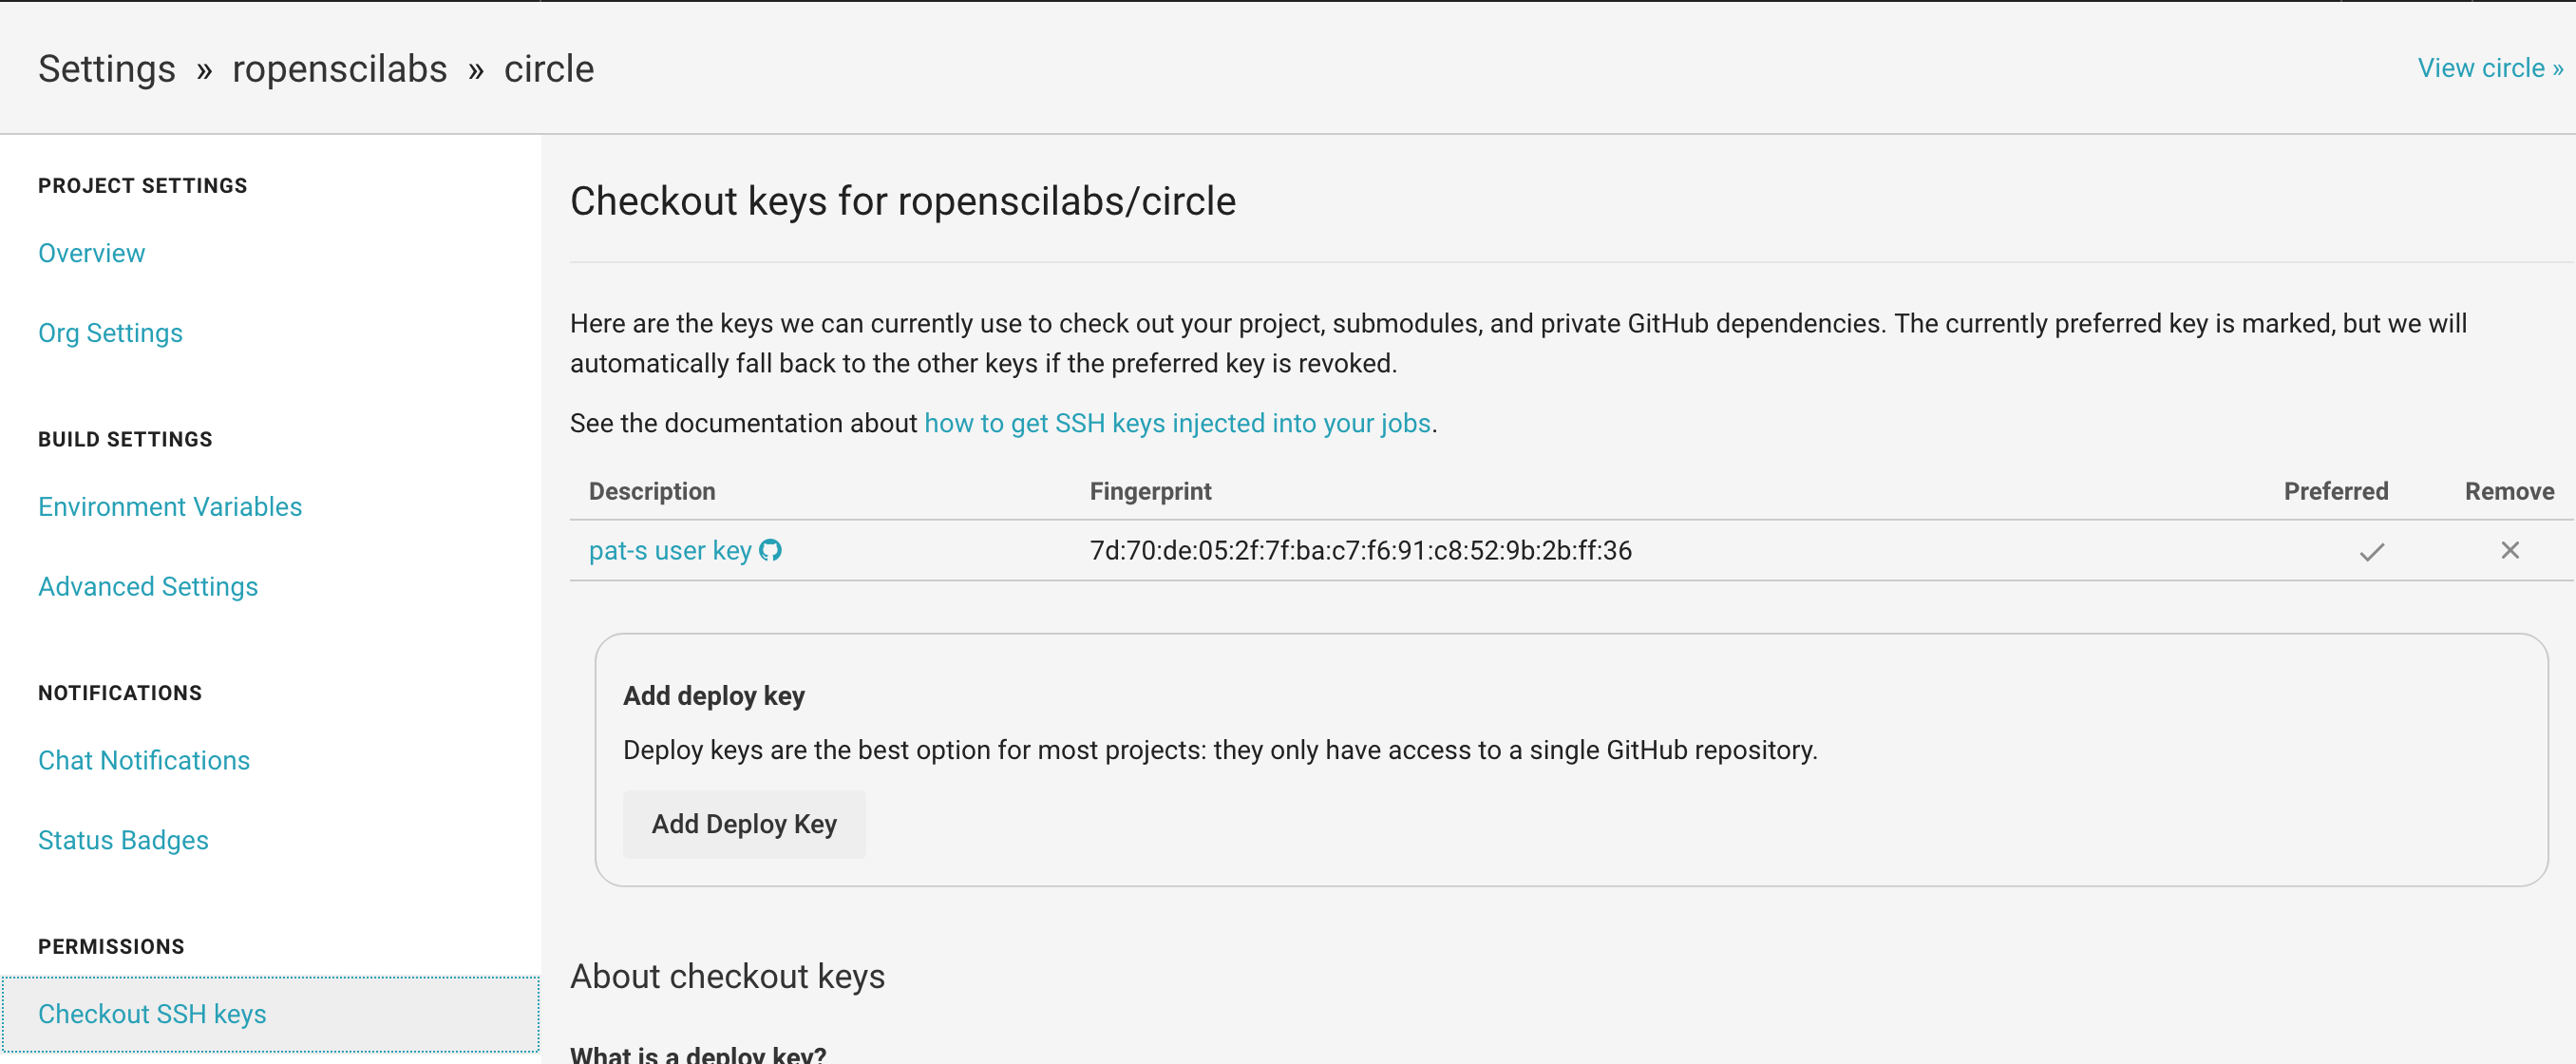 Settings » ropenscilabs » circle
View circle »
PROJECT SETTINGS
Overview
Org Settings
BUILD SETTINGS
Environment Variables
Advanced Settings
NOTIFICATIONS
Chat Notifications
Status Badges
PERMISSIONS
Checkout SSH keys
Checkout keys for ropenscilabs/circle
Here are the keys we can currently use to check out your project, submodules, and private GitHub dependencies. The currently preferred key is marked, but we will
automatically fall back to the other keys if the preferred key is revoked.
See the documentation about how to get SSH keys injected into your jobs.
Description Fingerprint Preferred Remove
pat-s user key 7d:70:de:05:2f:7f:ba:c7:f6:91:c8:52:9b:2b:ff:36
Add deploy key
Deploy keys are the best option for most projects: they only have access to a single GitHub repository.
Add Deploy Key
About checkout keys
What is a deploy key?